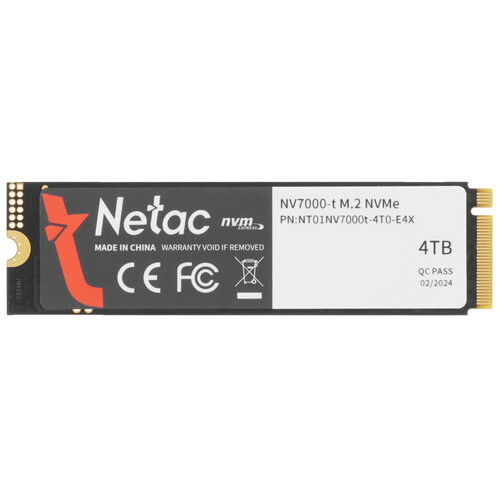 Netac
nvm
EXPRESS
MADE IN CHINA WARRANTY VOID IF REMOVED
CE FC
NV7000-t M.2 NVMe
PN:NT01NV7000t-4T0-E4X
4TB
QC PASS
02/2024